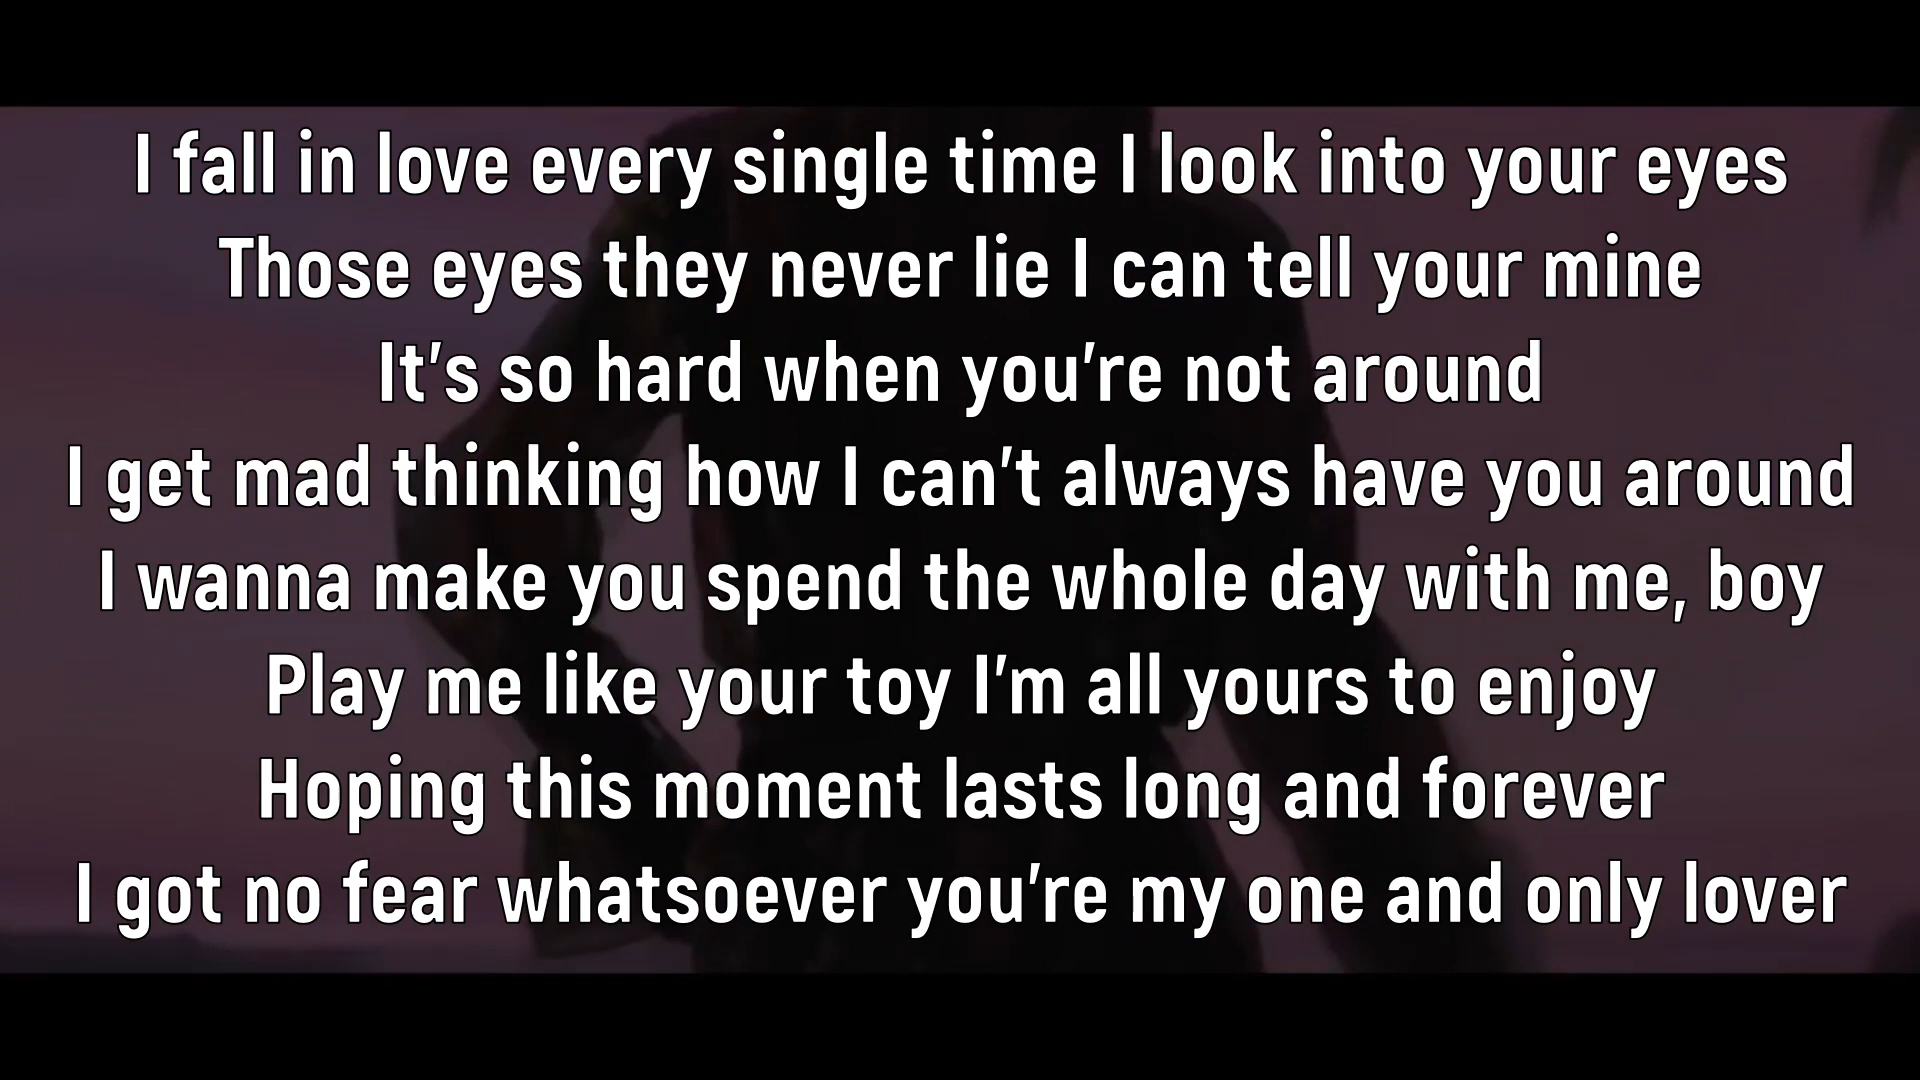 I fall in love every single time I look into your eyes
Those eyes they never lie I can tell your mine
It's so hard when you're not around
I get mad thinking how I can't always have you around
I wanna make you spend the whole day with me, boy
Play me like your toy I'm all yours to enjoy
Hoping this moment lasts long and forever
I got no fear whatsoever you're my one and only lover